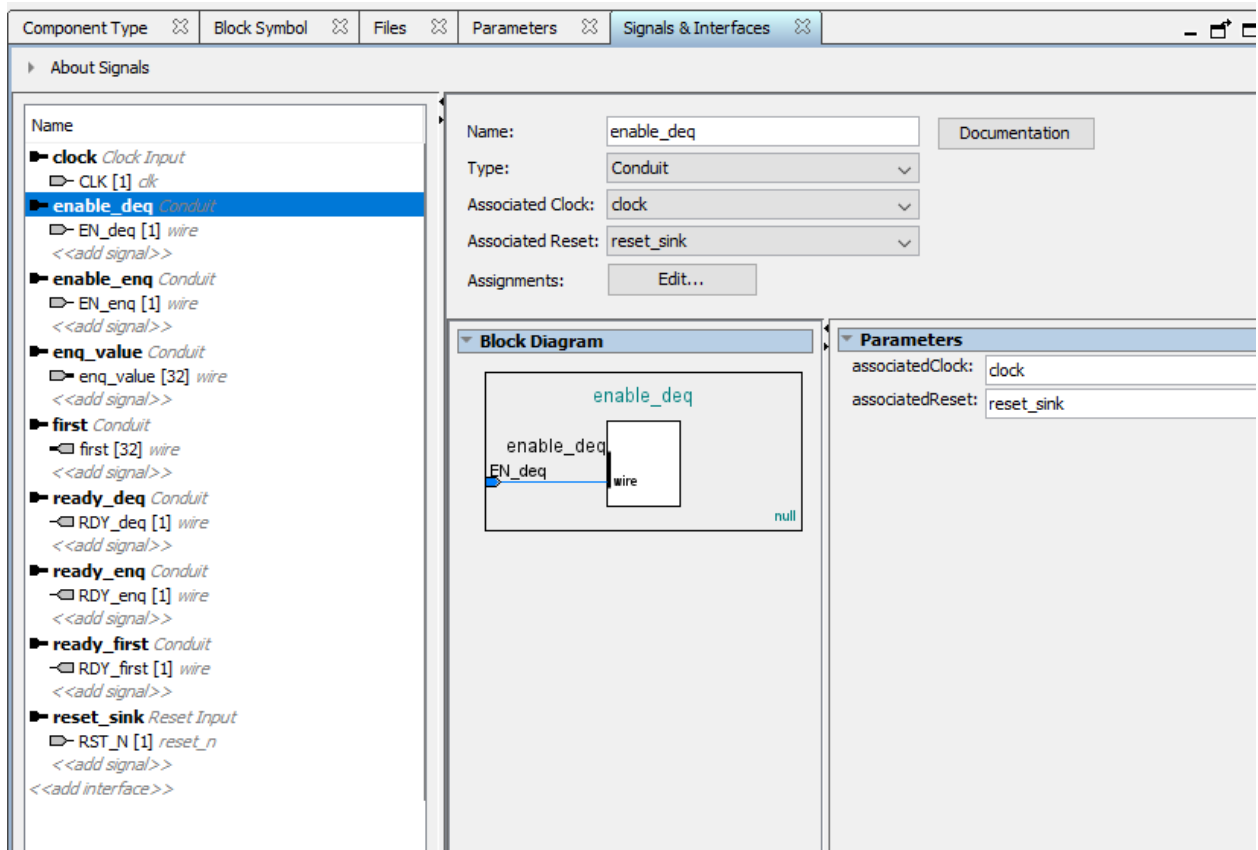 Component Type Block Symbol Files Parameters Signals & Interfaces
About Signals
Name
clock Clock Input
CLK [1] clk
enable_deq Conduit
EN_deq [1] wire
<<add signal>>
enable_enq Conduit
EN_enq [1] wire
<<add signal>>
enq_value Conduit
enq_value [32] wire
<<add signal>>
first Conduit
first [32] wire
<<add signal>>
ready_deq Conduit
RDY_deq [1] wire
<<add signal>>
ready_enq Conduit
RDY_enq [1] wire
<<add signal>>
ready_first Conduit
RDY_first [1] wire
<<add signal>>
reset_sink Reset Input
RST_N [1] reset_n
<<add signal>>
<<add interface>>
Name: enable_deq Documentation
Type: Conduit
Associated Clock: clock
Associated Reset: reset_sink
Assignments: Edit...
Block Diagram
enable_deq
enable_deq
EN_deq
wire
null
Parameters
associatedClock: clock
associatedReset: reset_sink